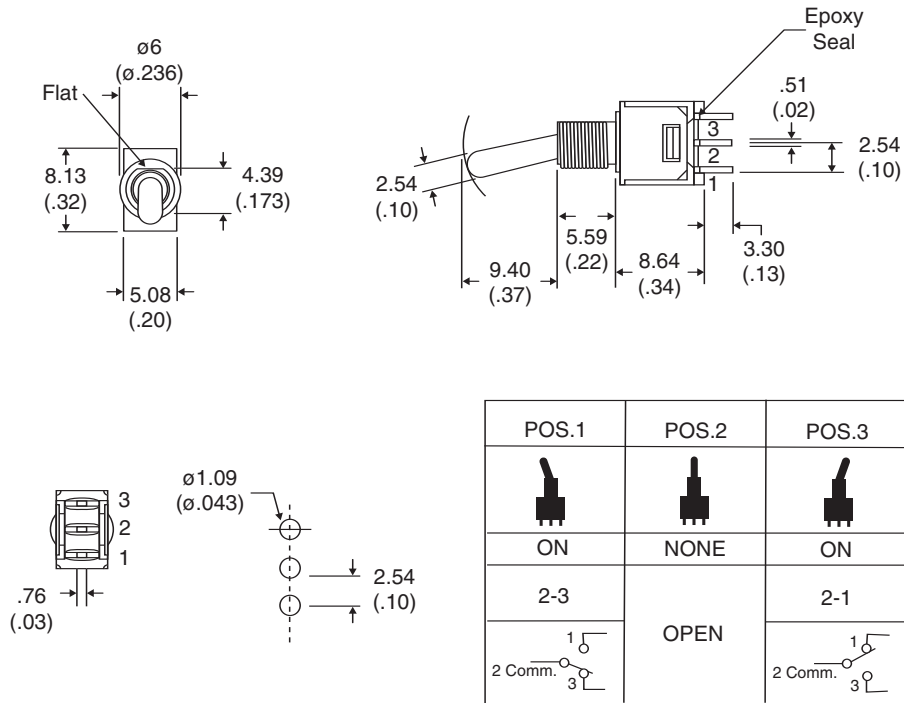 ø6
(ø.236)
Flat
8.13
(.32)
4.39
(.173)
5.08
(.20)
Epoxy
Seal
.51
(.02)
3
2
1
2.54
(.10)
2.54
(.10)
5.59
(.22)
9.40
(.37)
8.64
(.34)
3.30
(.13)
3
2
1
.76
(.03)
ø1.09
(ø.043)
2.54
(.10)
POS.1 POS.2 POS.3
ON NONE ON
2-3 OPEN 2-1
1
2 Comm.
3
1
2 Comm.
3